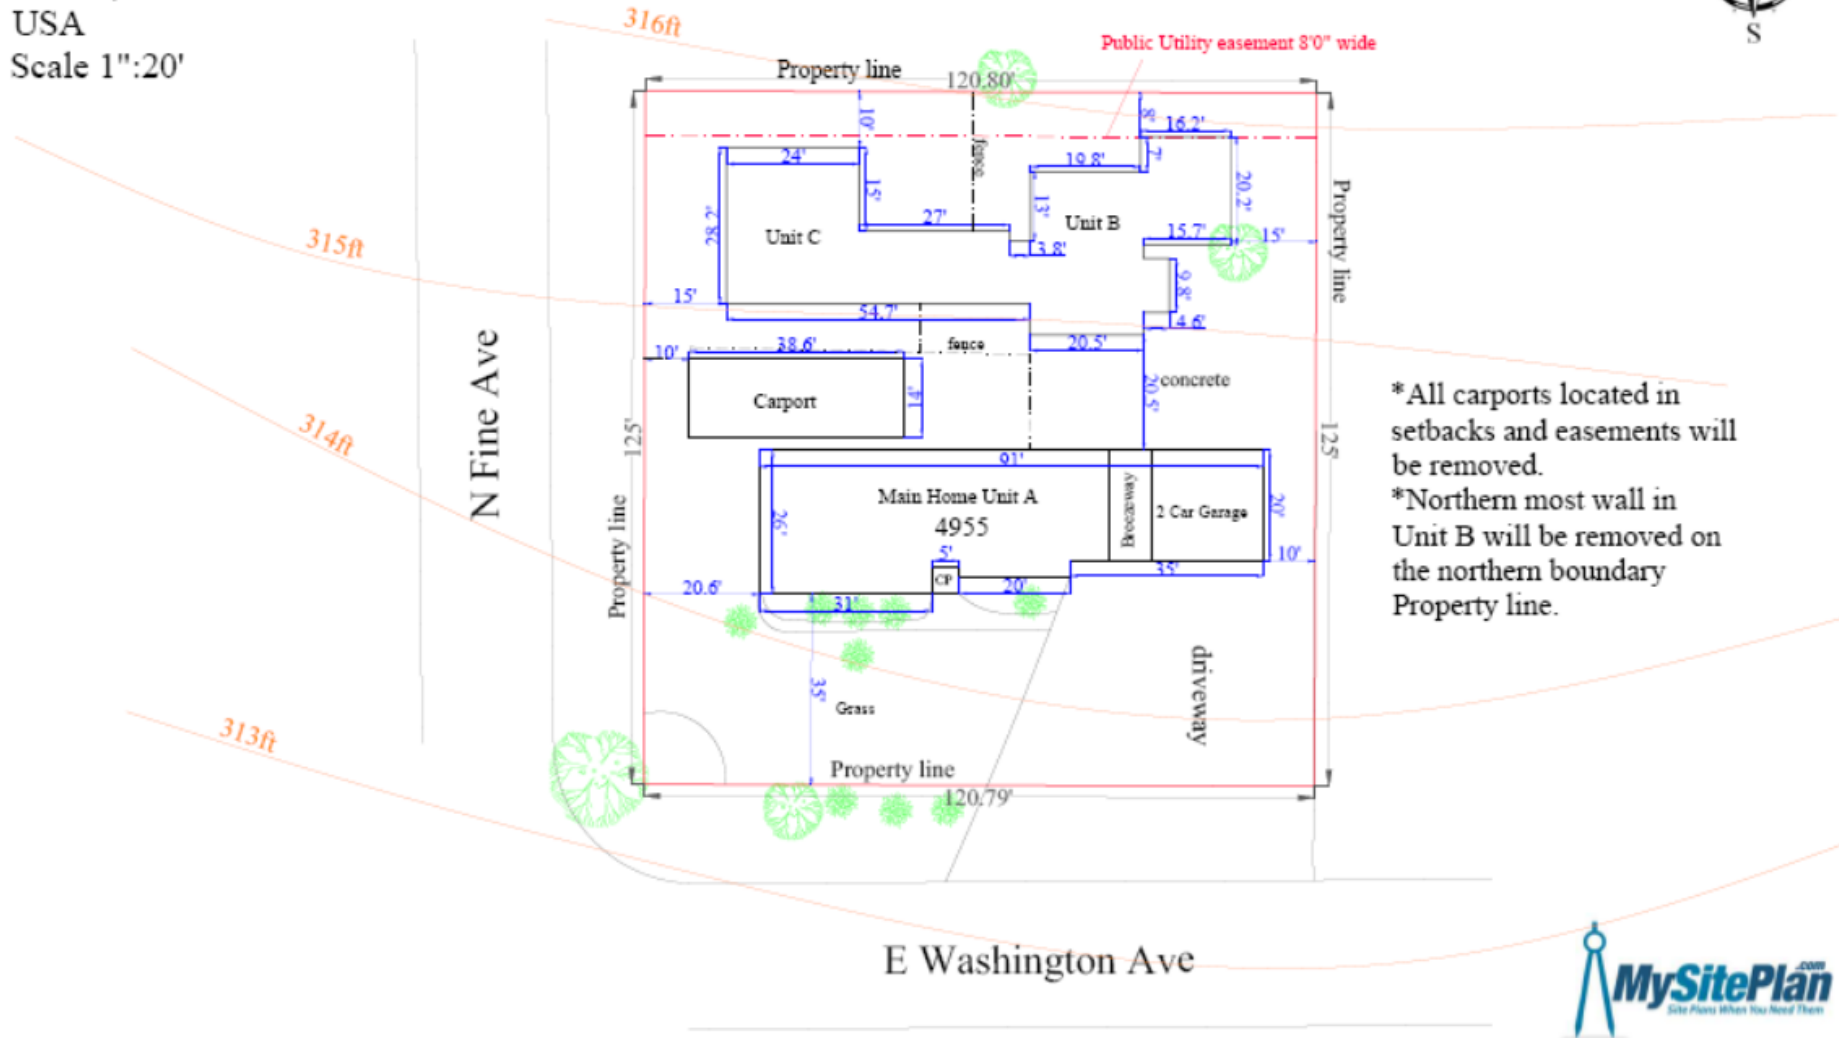 USA
Scale 1":20'
S
316ft
Public Utility easement 8'0" wide
Property line
120.80'
10'
fence
8'
16.2'
7'
24'
15'
19.8'
20.2'
28.2'
Unit C
27'
13'
Unit B
3.8'
15.7'
15'
Property line
315ft
15'
54.7'
9.8'
4.6'
10'
38.6'
fence
20.5'
N Fine Ave
Carport
14'
20.5'
concrete
314ft
125'
125'
*All carports located in
setbacks and easements will
be removed.
*Northern most wall in
Unit B will be removed on
the northern boundary
Property line.
91'
Main Home Unit A
4955
26'
Breezeway
2 Car Garage
20'
10'
Property line
5'
CP
20'
35'
20.6'
31'
35'
Grass
driveway
313ft
Property line
120.79'
E Washington Ave
MySitePlan.com
Site Plans When You Need Them